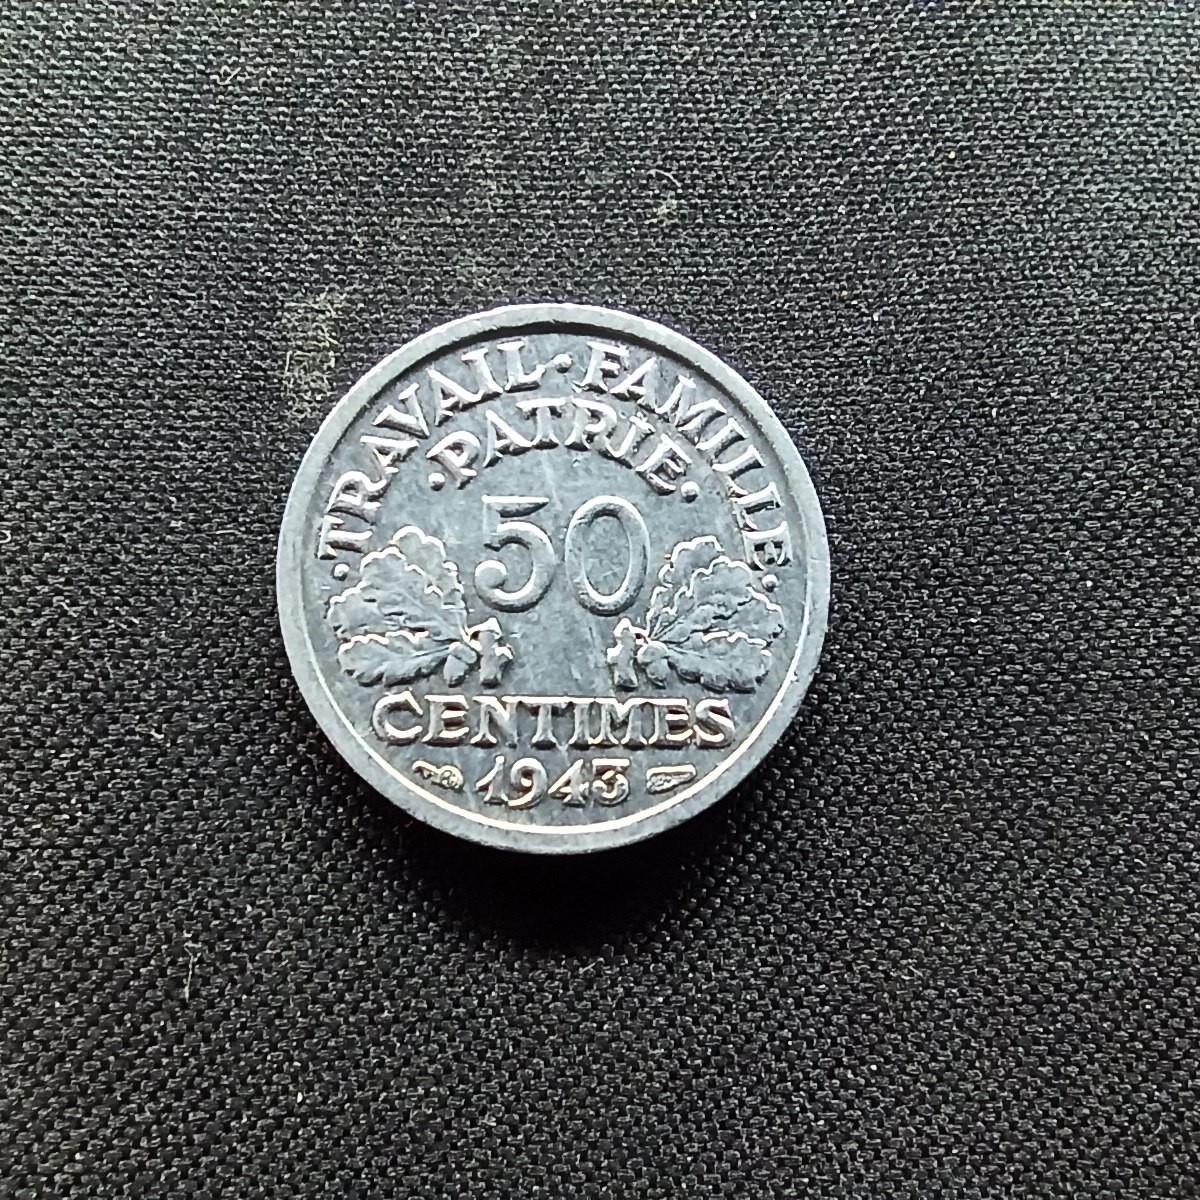 ·TRAVAIL·FAMILLE·
·PATRIE·
50
CENTIMES
1943